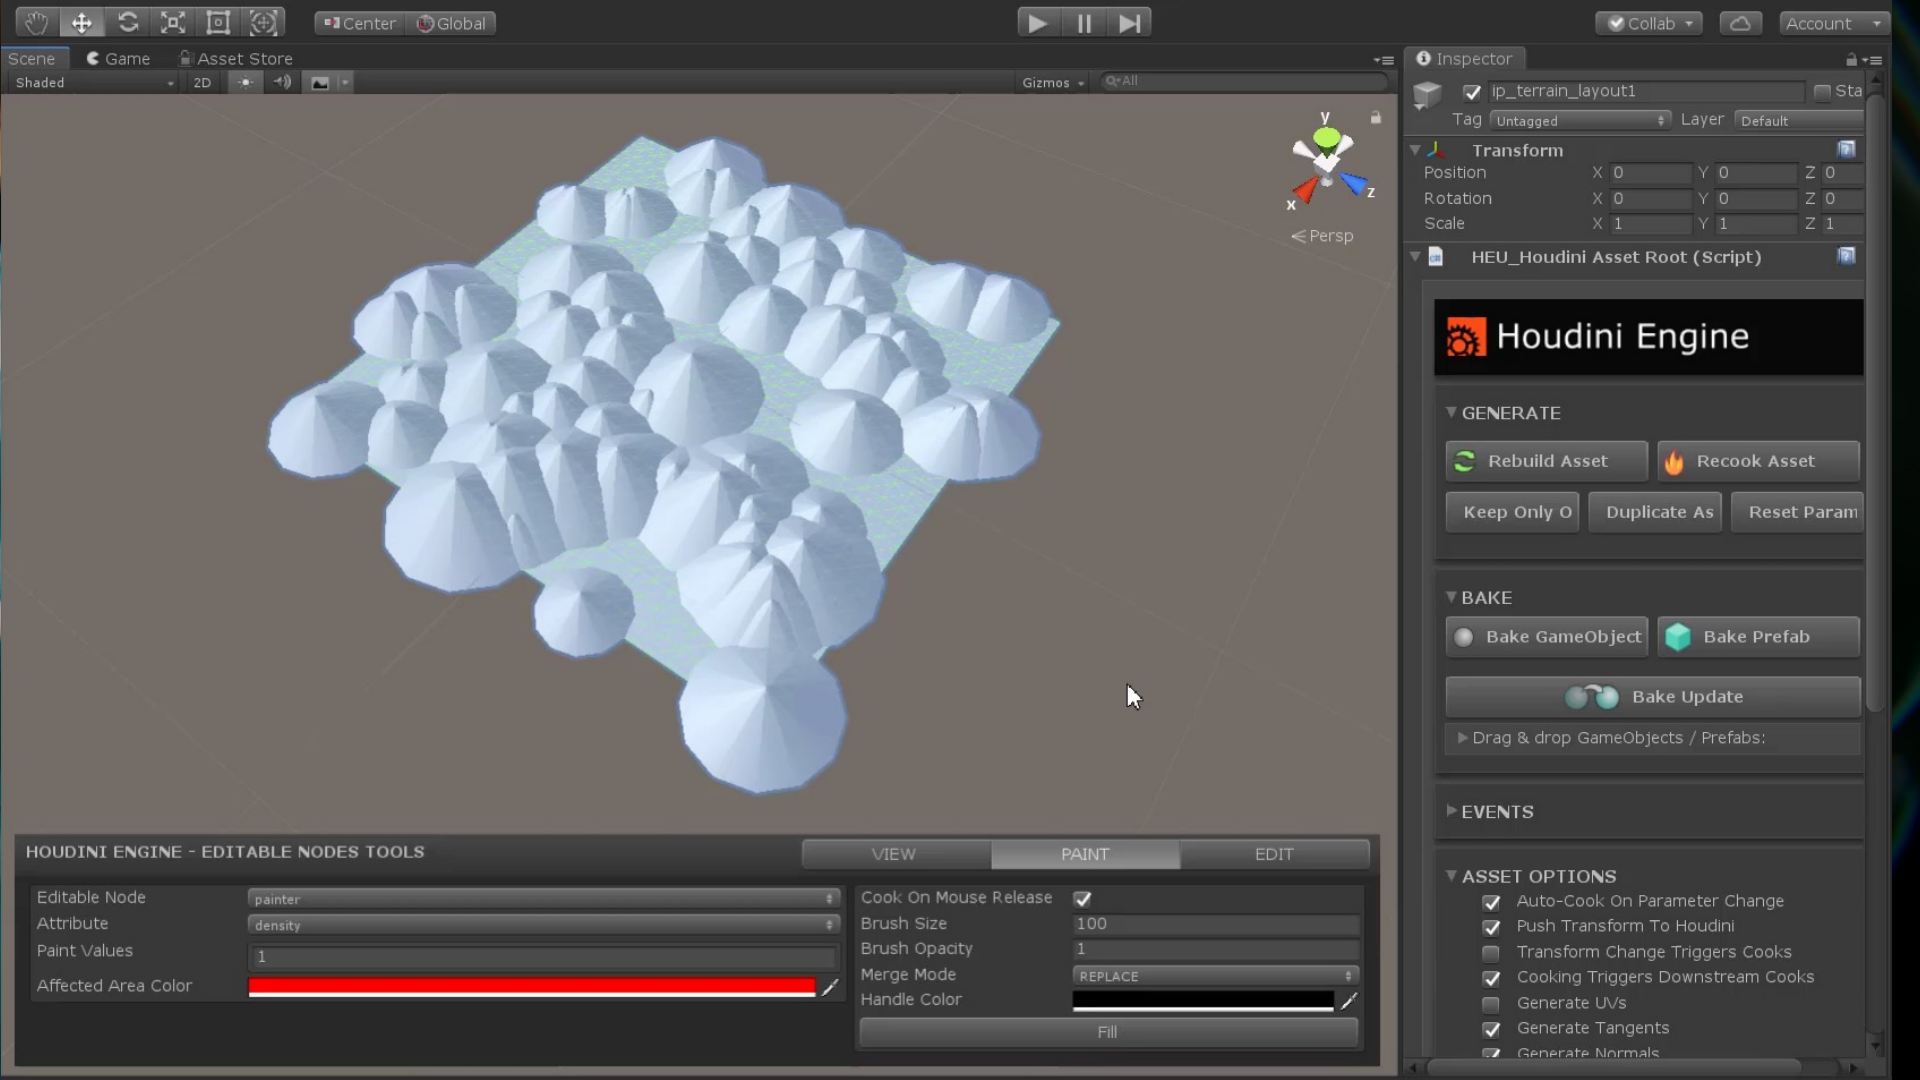 Center Global
Collab Account
Scene Game Asset Store
Inspector
Shaded 2D Gizmos All
ip_terrain_layout1 Sta
Tag Untagged Layer Default
Transform
Position X 0 Y 0 Z 0
Rotation X 0 Y 0 Z 0
Scale X 1 Y 1 Z 1
y
x
z
Persp
HEU_Houdini Asset Root (Script)
Houdini Engine
GENERATE
Rebuild Asset Recook Asset
Keep Only O Duplicate As Reset Param
BAKE
Bake GameObject Bake Prefab
Bake Update
Drag & drop GameObjects / Prefabs:
EVENTS
ASSET OPTIONS
Auto-Cook On Parameter Change
Push Transform To Houdini
Transform Change Triggers Cooks
Cooking Triggers Downstream Cooks
Generate UVs
Generate Tangents
Generate Normals
HOUDINI ENGINE - EDITABLE NODES TOOLS
VIEW PAINT EDIT
Editable Node painter
Attribute density
Paint Values 1
Affected Area Color
Cook On Mouse Release
Brush Size 100
Brush Opacity 1
Merge Mode REPLACE
Handle Color
Fill